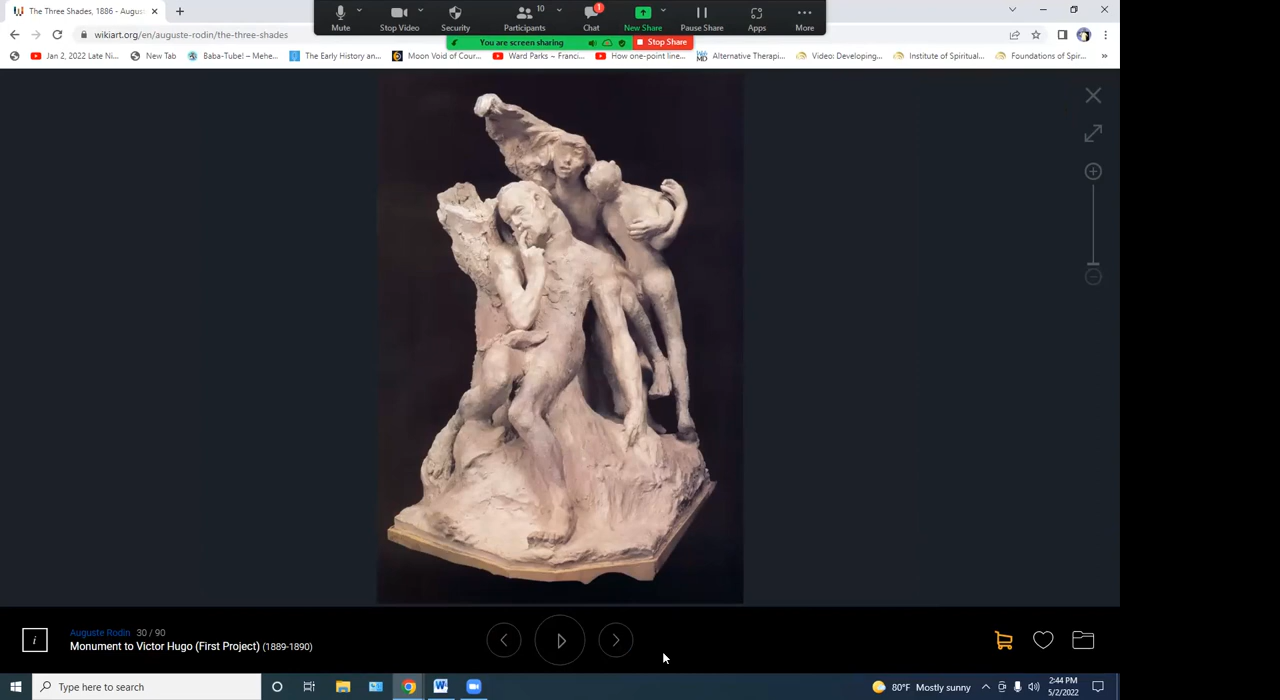 The Three Shades, 1886 - Augus
Mute
Stop Video
Security
10
Participants
1
Chat
New Share
Pause Share
Apps
More
You are screen sharing
Stop Share
wikiart.org/en/auguste-rodin/the-three-shades
Jan 2, 2022 Late Ni...
New Tab
Baba-Tube! – Mehe...
The Early History an...
Moon Void of Cour...
Ward Parks ~ Franci...
How one-point line...
Alternative Therapi...
Video: Developing...
Institute of Spiritual...
Foundations of Spir...
»
i
Auguste Rodin 30 / 90
Monument to Victor Hugo (First Project) (1889-1890)
Type here to search
80°F Mostly sunny
2:44 PM
5/2/2022